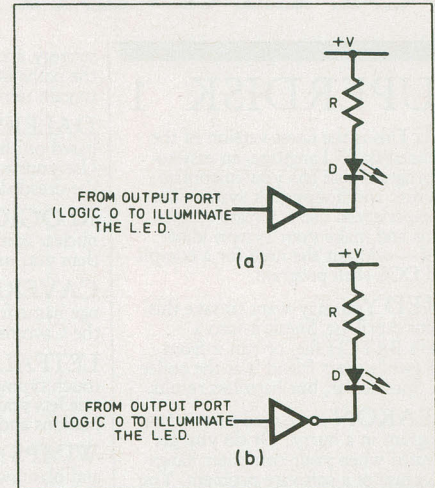 +V
R
D
FROM OUTPUT PORT
(LOGIC 0 TO ILLUMINATE
THE L.E.D.
(a)
+V
R
D
FROM OUTPUT PORT
(LOGIC 0 TO ILLUMINATE
THE L.E.D.
(b)